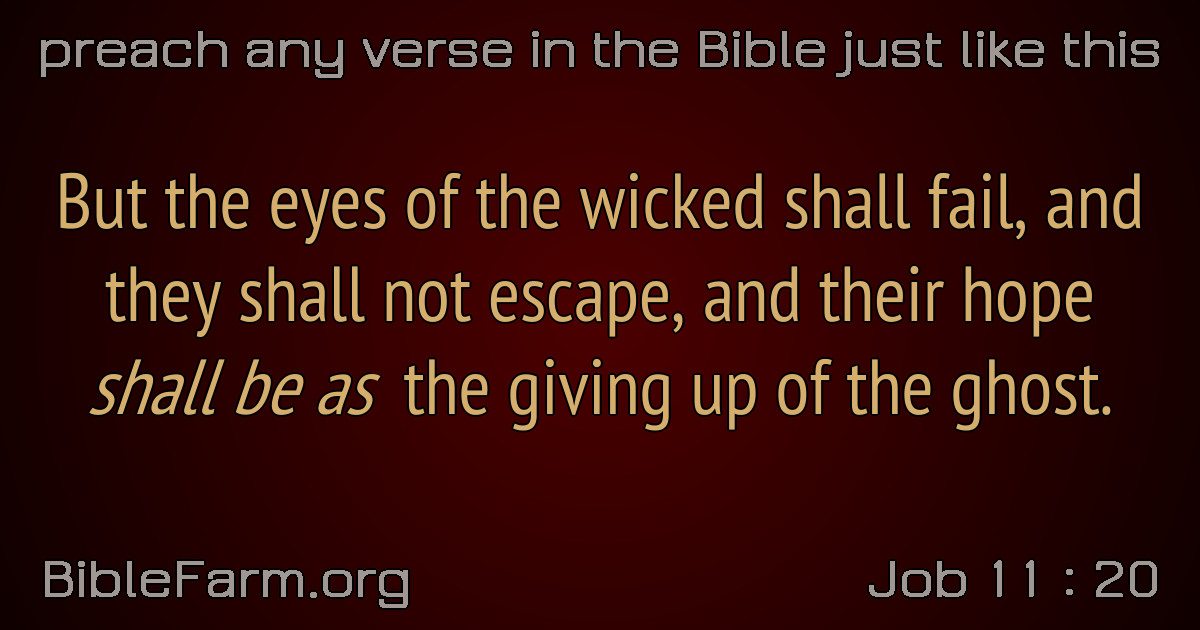 preach any verse in the Bible just like this
But the eyes of the wicked shall fail, and
they shall not escape, and their hope
shall be as the giving up of the ghost.
BibleFarm.org
Job 11 : 20